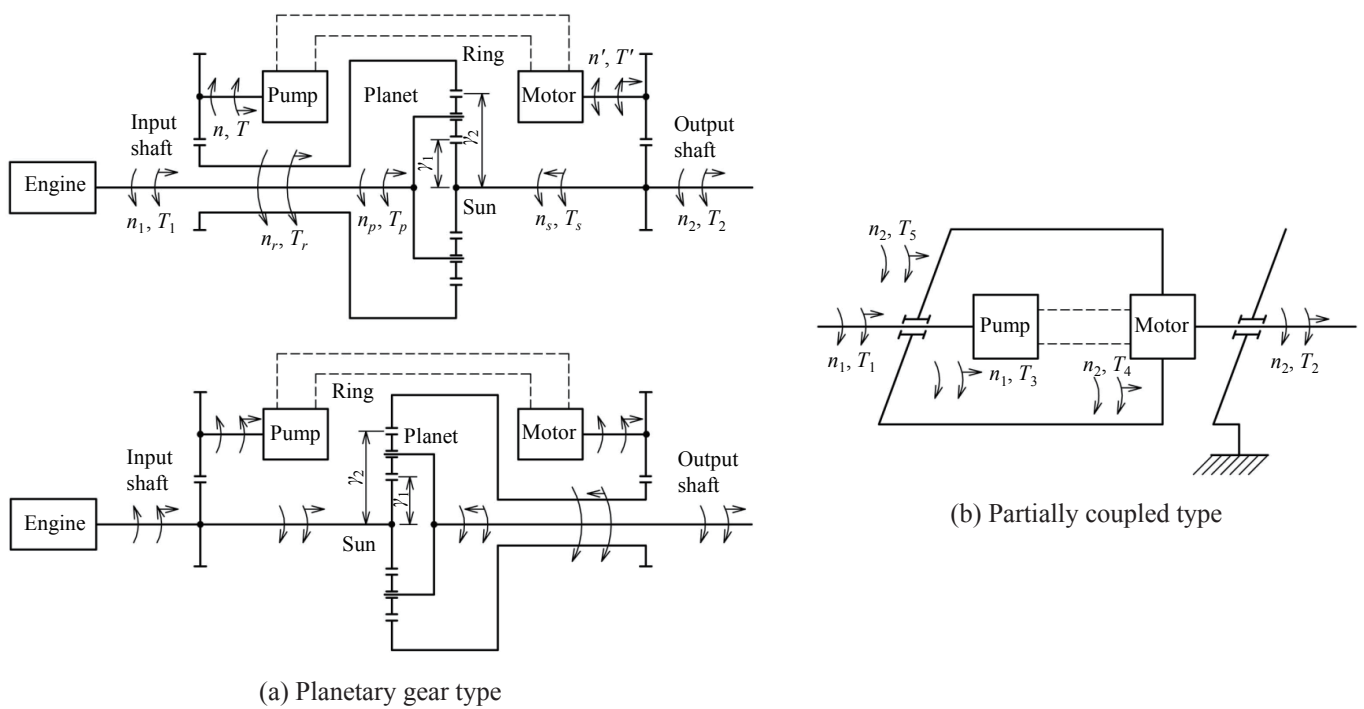 Ring
n′, T′
Pump
Planet
Motor
n, T
Input
shaft
Output
shaft
γ₂
γ₁
Engine
Sun
n₁, T₁
nᵣ, Tᵣ
nₚ, Tₚ
nₛ, Tₛ
n₂, T₂
Ring
Pump
Planet
Motor
Input
shaft
Output
shaft
γ₂
γ₁
Engine
Sun
(a) Planetary gear type
n₂, T₅
Pump
Motor
n₁, T₁
n₁, T₃
n₂, T₄
n₂, T₂
(b) Partially coupled type